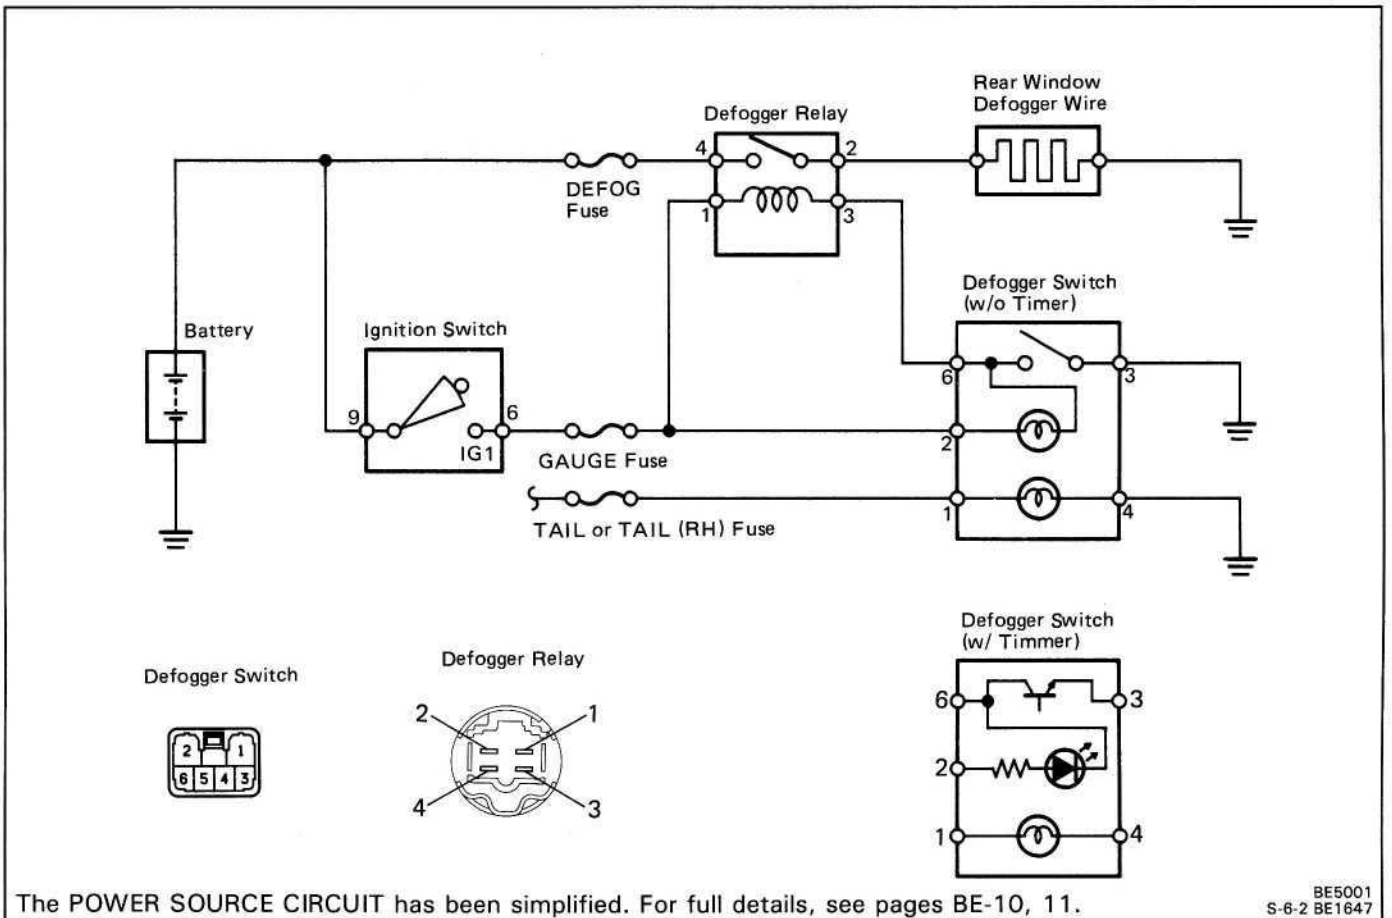 Rear Window
Defogger Wire
Defogger Relay
4
2
DEFOG
Fuse
1
3
Defogger Switch
(w/o Timer)
Battery
Ignition Switch
9
6
IG1
GAUGE Fuse
6
3
2
TAIL or TAIL (RH) Fuse
1
4
Defogger Switch
(w/ Timmer)
6
3
2
1
4
Defogger Switch
2 1
6 5 4 3
Defogger Relay
2
1
4
3
The POWER SOURCE CIRCUIT has been simplified. For full details, see pages BE-10, 11.
BE5001
S-6-2 BE1647